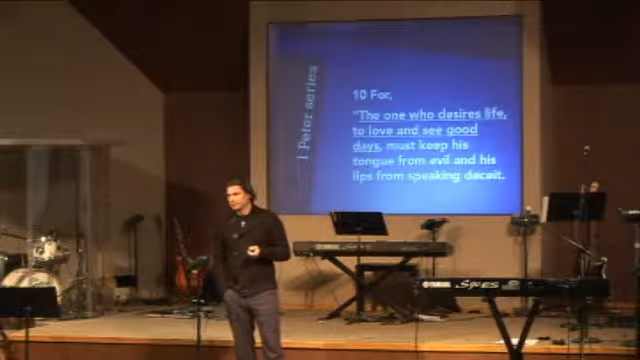 1 Peter series
10 For,
"The one who desires life,
to love and see good
days, must keep his
tongue from evil and his
lips from speaking deceit.
YAMAHA